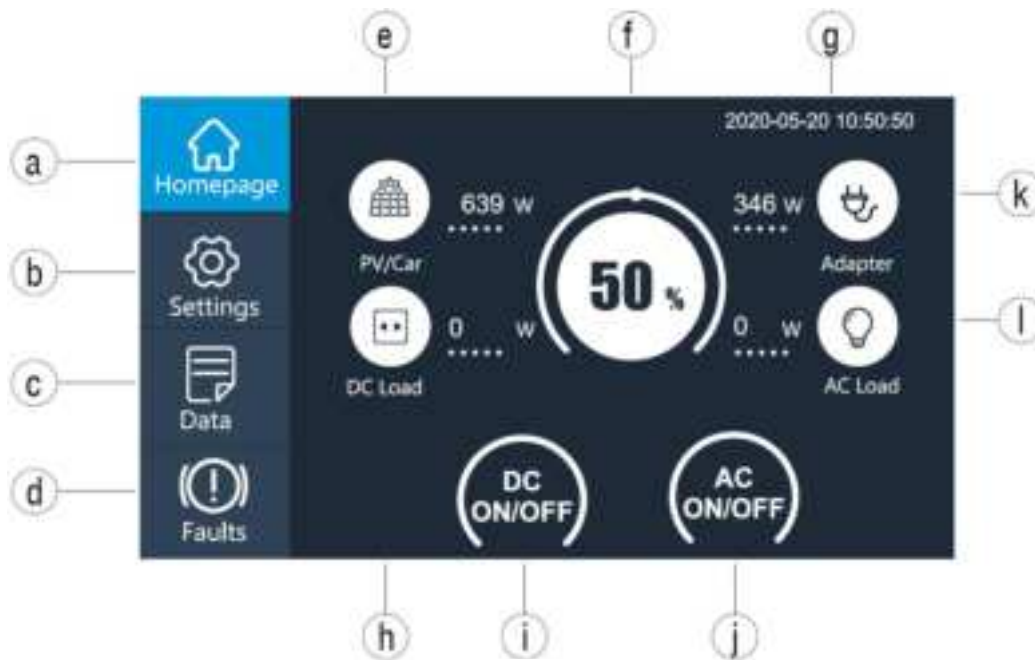 e f g
2020-05-20 10:50:50
a
Homepage
639 W
346 W
k
PV/Car
Adapter
50 %
b
Settings
0 W
0 W
l
DC Load
AC Load
c
Data
DC
ON/OFF
AC
ON/OFF
d
Faults
h i j